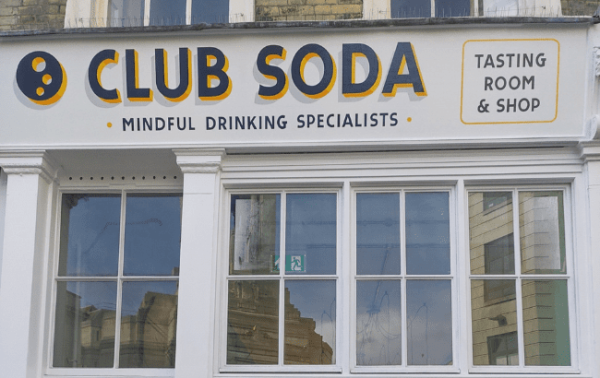 CLUB SODA
• MINDFUL DRINKING SPECIALISTS •
TASTING
ROOM
& SHOP